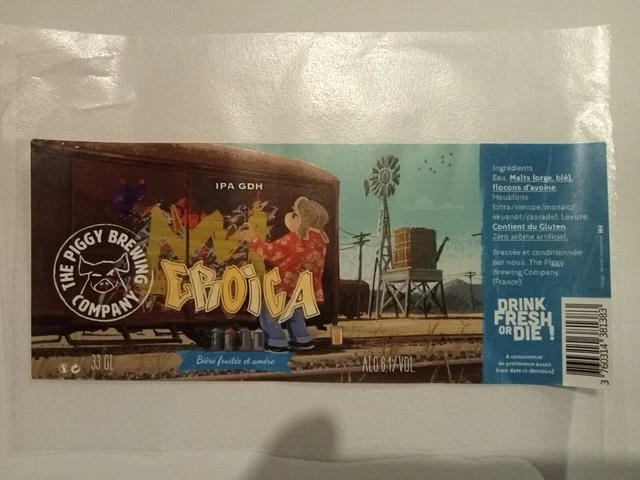 IPA GDH
THE PIGGY BREWING
COMPANY
EROICA
33 CL
Bière fruitée et amère
ALC 6,1%/VOL
Ingrédients
Eau, Malts (orge, blé),
flocons d'avoine,
Houblons
(citra/simcoe/mosaic/
ekuanot/cascade), Levure.
Contient du Gluten.
Zéro arôme artificiel.
Brassée et conditionnée
par nous, The Piggy
Brewing Company
(France).
DRINK
FRESH
OR DIE !
A consommer
de préférence avant
(voir date ci-dessous)
3 760314 381383